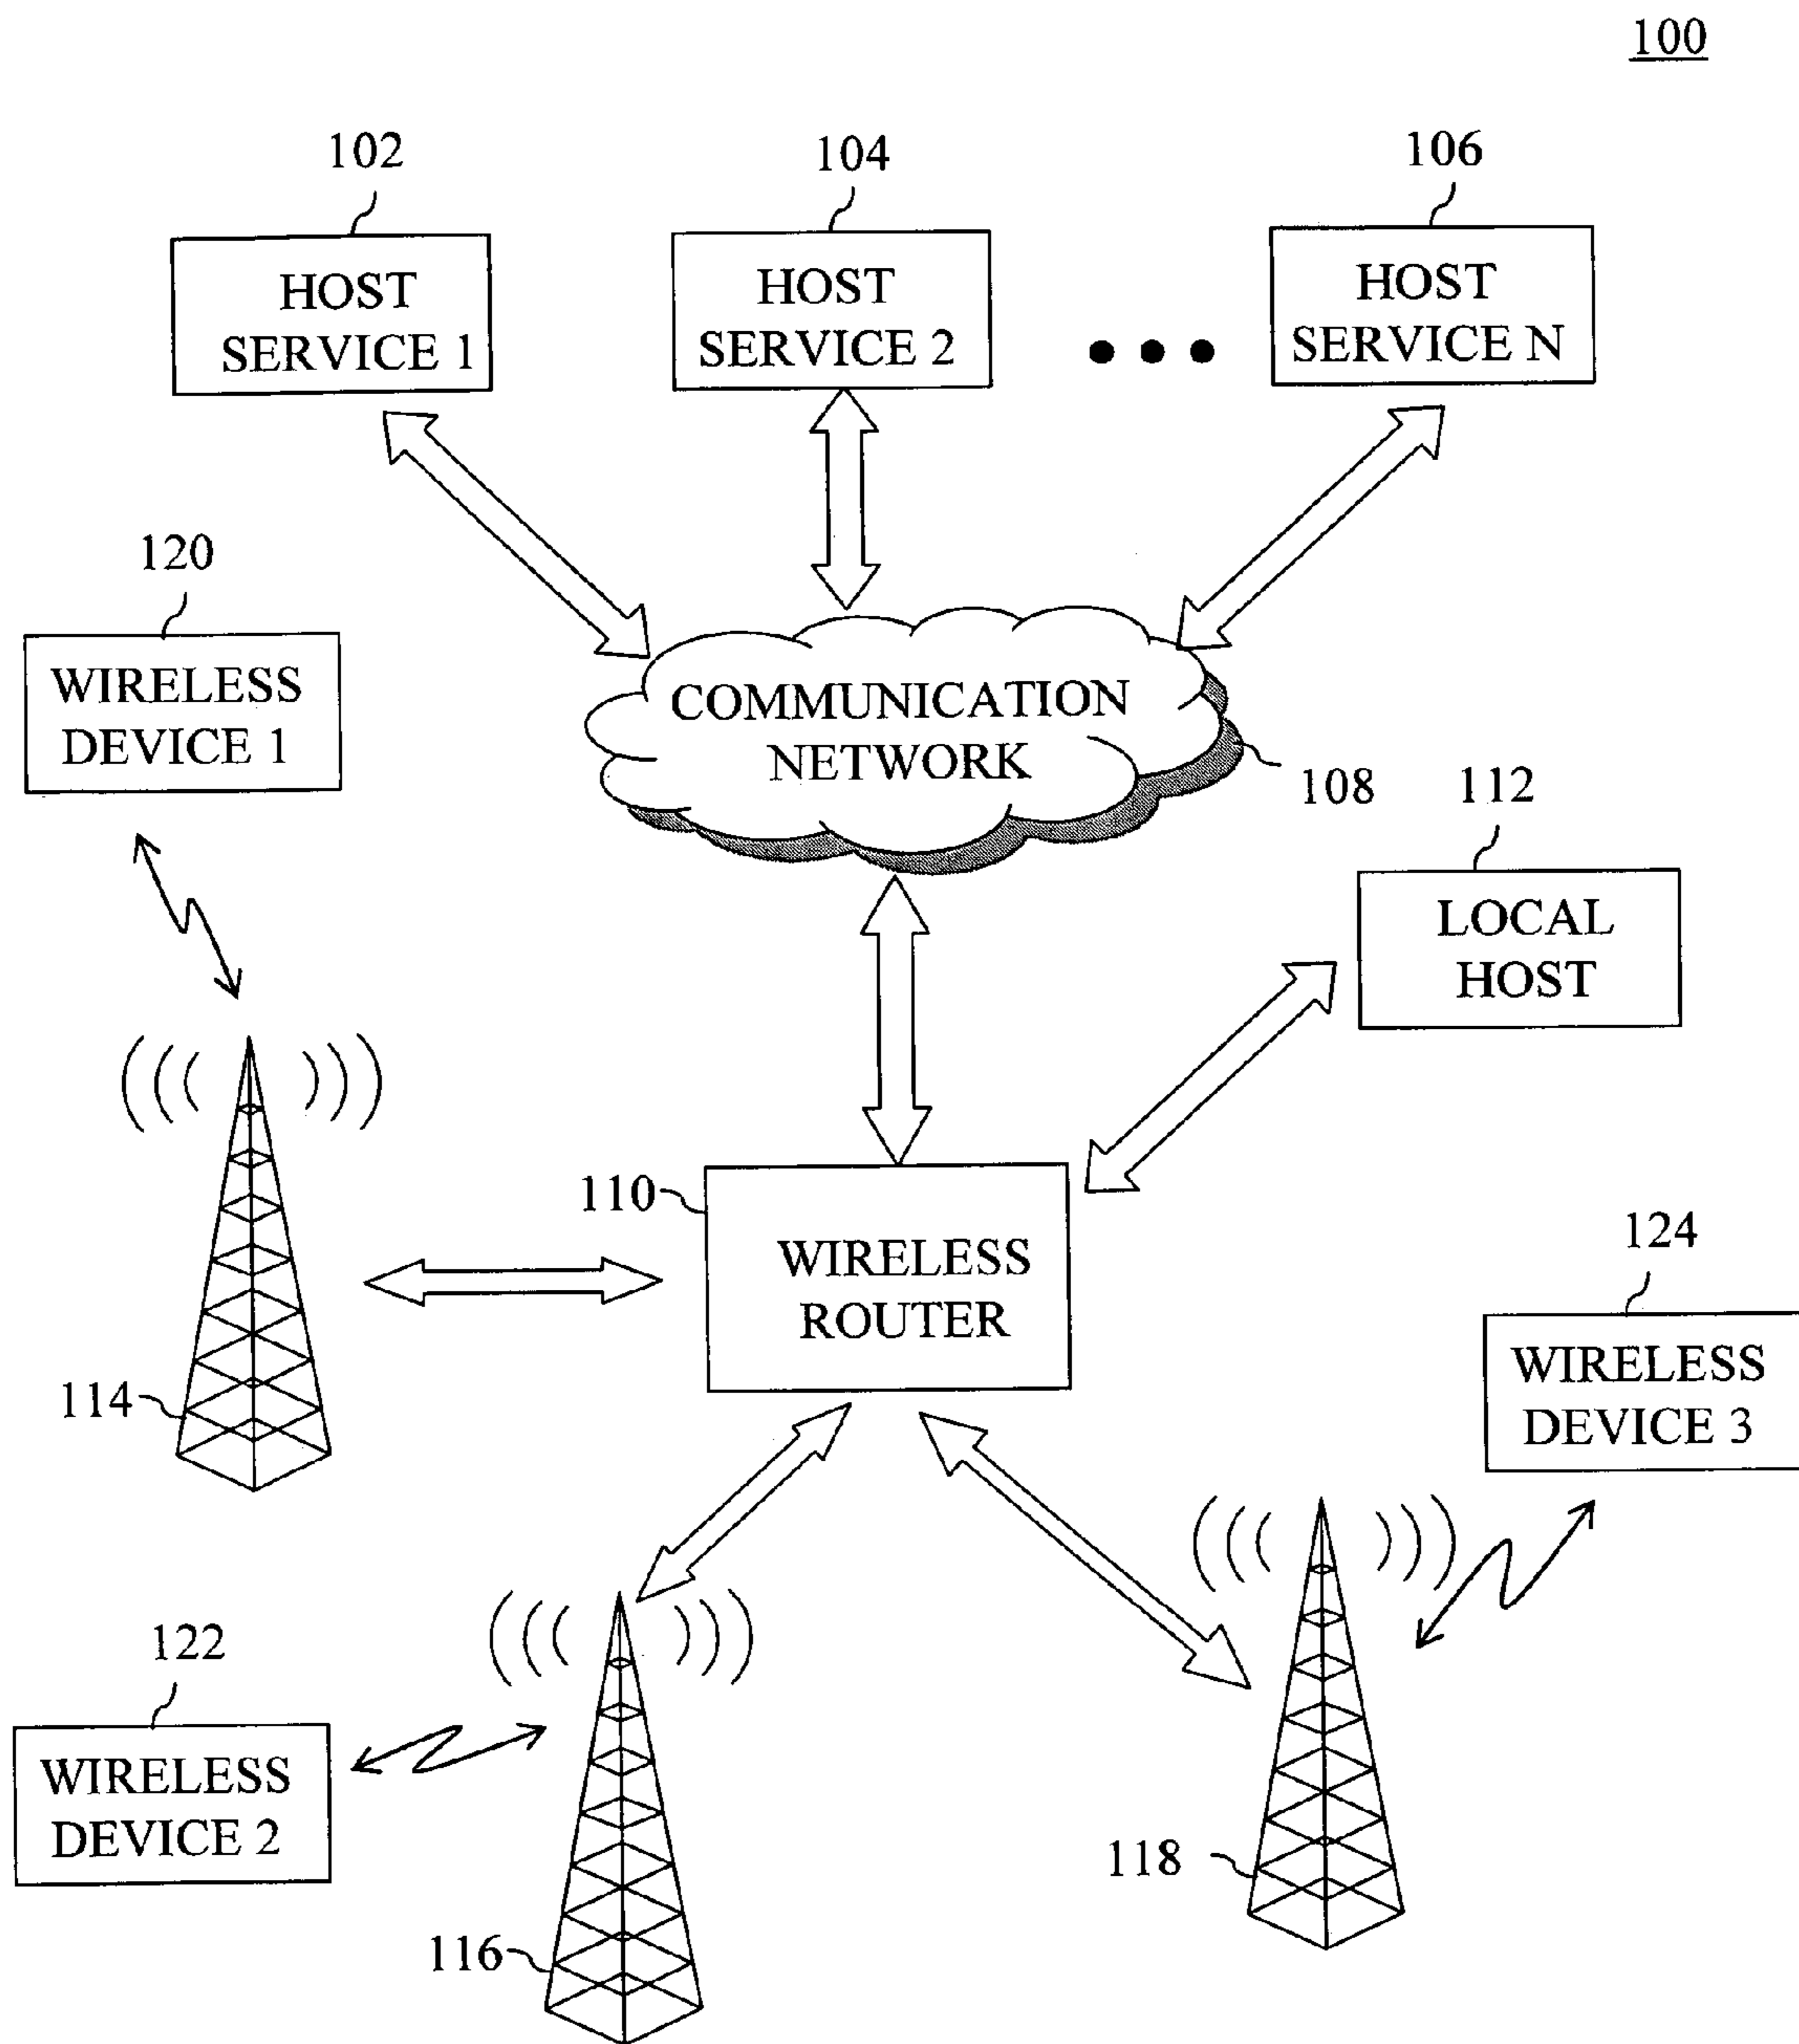 100
102
104
106
HOST
SERVICE 1
HOST
SERVICE 2
HOST
SERVICE N
120
WIRELESS
DEVICE 1
COMMUNICATION
NETWORK
108
112
LOCAL
HOST
110
WIRELESS
ROUTER
124
WIRELESS
DEVICE 3
114
122
WIRELESS
DEVICE 2
118
116